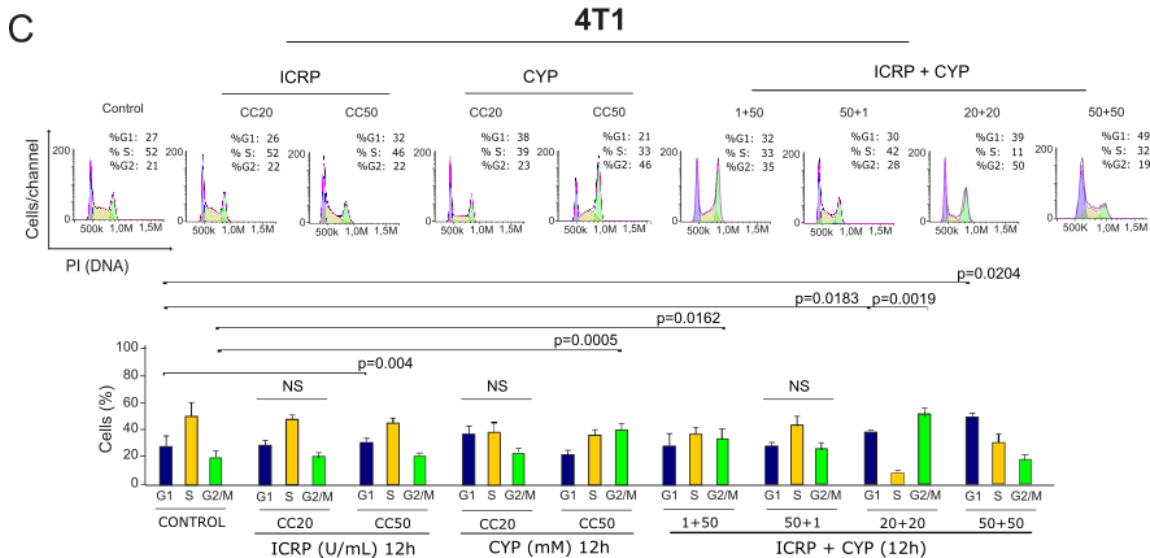 C
4T1
ICRP CYP ICRP + CYP
Control CC20 CC50 CC20 CC50 1+50 50+1 20+20 50+50
%G1: 27 %G1: 26 %G1: 32 %G1: 38 %G1: 21 %G1: 32 %G1: 30 %G1: 39 %G1: 49
% S: 52 % S: 52 % S: 46 % S: 39 % S: 33 % S: 33 % S: 42 % S: 11 % S: 32
%G2: 21 %G2: 22 %G2: 22 %G2: 23 %G2: 46 %G2: 35 %G2: 28 %G2: 50 %G2: 19
Cells/channel
200 200 200 200 200 200 200 200 200
0 0 0 0 0 0 0 0 0
500k 1,0M 1,5M 500k 1,0M 1,5M 500k 1,0M 1,5M 500k 1,0M 1,5M 500k 1,0M 1,5M 500k 1,0M 1,5M 500k 1,0M 1,5M 500k 1,0M 1,5M 500K 1,0M 1,5M
PI (DNA)
p=0.0204
p=0.0183 p=0.0019
p=0.0162
p=0.0005
p=0.004
NS NS NS
Cells (%)
100
80
60
40
20
0
G1 S G2/M G1 S G2/M G1 S G2/M G1 S G2/M G1 S G2/M G1 S G2/M G1 S G2/M G1 S G2/M G1 S G2/M
CONTROL CC20 CC50 CC20 CC50 1+50 50+1 20+20 50+50
ICRP (U/mL) 12h CYP (mM) 12h ICRP + CYP (12h)